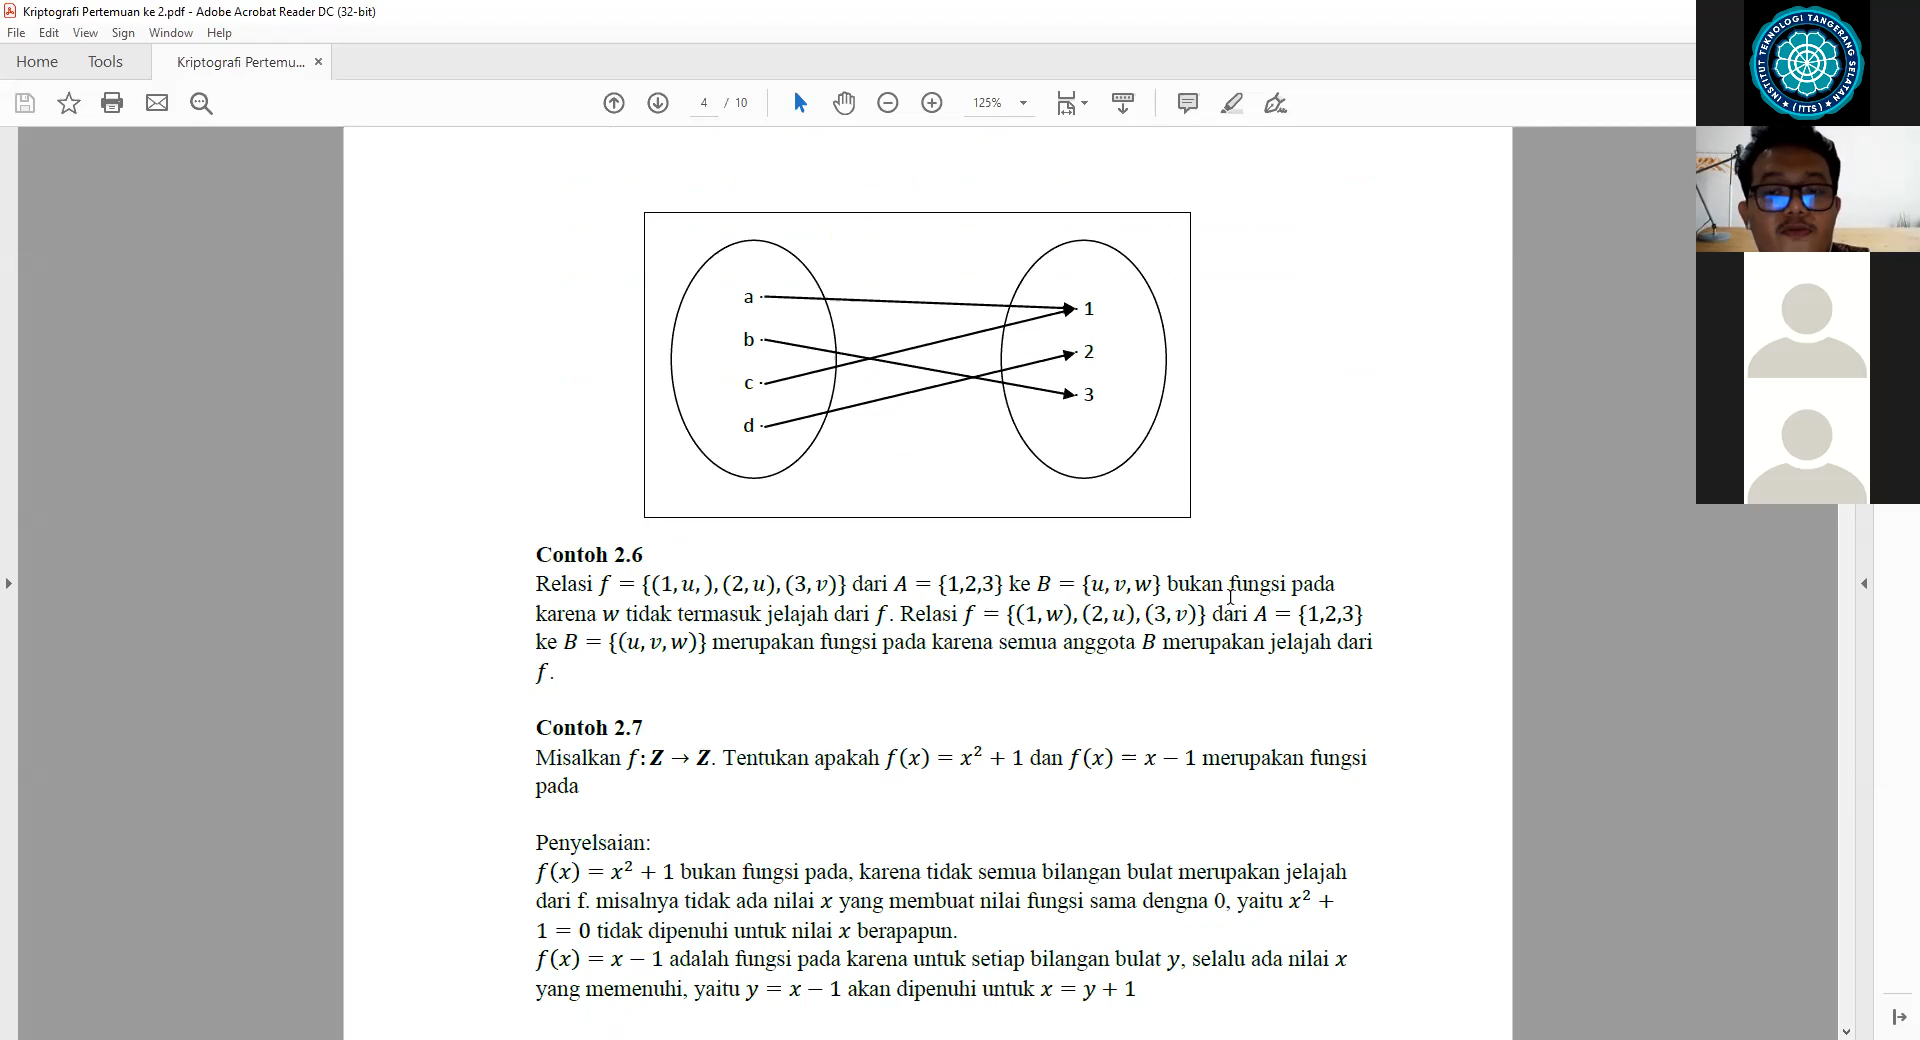 Kriptografi Pertemuan ke 2.pdf - Adobe Acrobat Reader DC (32-bit)
File Edit View Sign Window Help
Home Tools Kriptografi Pertemu... ×
4 / 10 125%
INSTITUT TEKNOLOGI TANGERANG SELATAN
( ITTS )
a
b
c
d
1
2
3
Contoh 2.6
Relasi f = {(1, u, ), (2, u), (3, v)} dari A = {1,2,3} ke B = {u, v, w} bukan fungsi pada
karena w tidak termasuk jelajah dari f. Relasi f = {(1, w), (2, u), (3, v)} dari A = {1,2,3}
ke B = {(u, v, w)} merupakan fungsi pada karena semua anggota B merupakan jelajah dari
f.
Contoh 2.7
Misalkan f: Z → Z. Tentukan apakah f(x) = x² + 1 dan f(x) = x − 1 merupakan fungsi
pada
Penyelsaian:
f(x) = x² + 1 bukan fungsi pada, karena tidak semua bilangan bulat merupakan jelajah
dari f. misalnya tidak ada nilai x yang membuat nilai fungsi sama dengna 0, yaitu x² +
1 = 0 tidak dipenuhi untuk nilai x berapapun.
f(x) = x − 1 adalah fungsi pada karena untuk setiap bilangan bulat y, selalu ada nilai x
yang memenuhi, yaitu y = x − 1 akan dipenuhi untuk x = y + 1